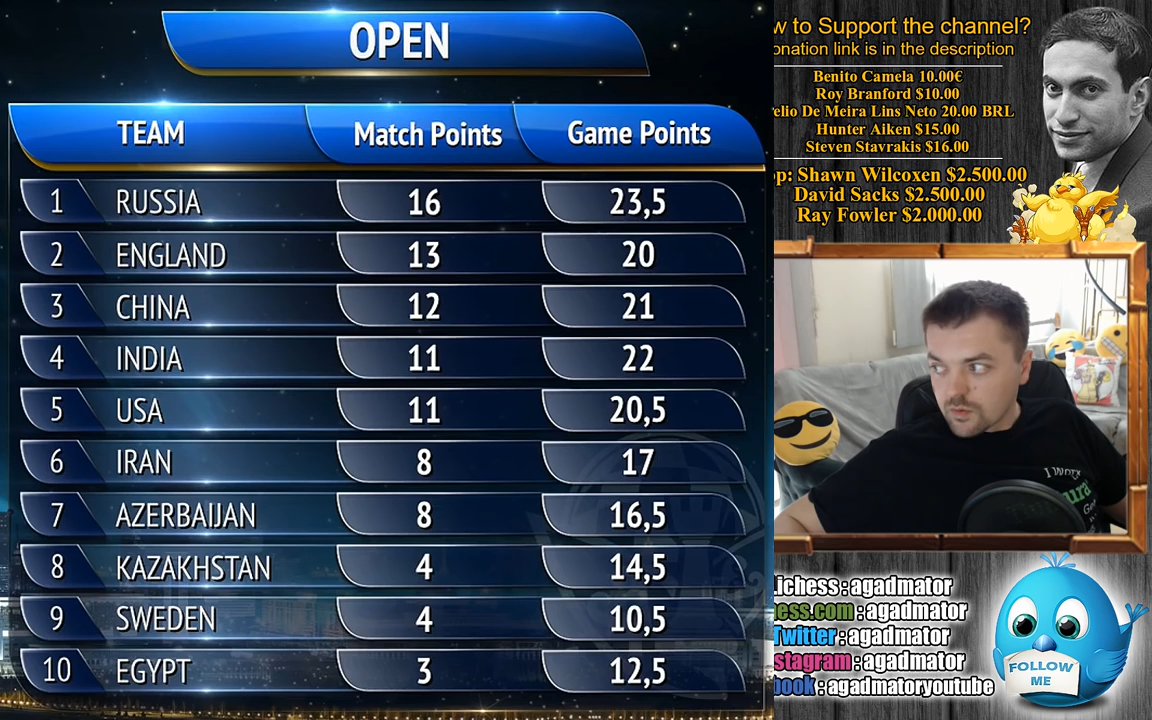 OPEN
TEAM Match Points Game Points
1 RUSSIA 16 23,5
2 ENGLAND 13 20
3 CHINA 12 21
4 INDIA 11 22
5 USA 11 20,5
6 IRAN 8 17
7 AZERBAIJAN 8 16,5
8 KAZAKHSTAN 4 14,5
9 SWEDEN 4 10,5
10 EGYPT 3 12,5
w to Support the channel?
onation link is in the description
Benito Camela 10.00€
Roy Branford $10.00
elio De Meira Lins Neto 20.00 BRL
Hunter Aiken $15.00
Steven Stavrakis $16.00
op: Shawn Wilcoxen $2.500.00
David Sacks $2.500.00
Ray Fowler $2.000.00
Lichess : agadmator
ess.com : agadmator
Twitter : agadmator
stagram : agadmator
book : agadmatoryoutube
FOLLOW
ME